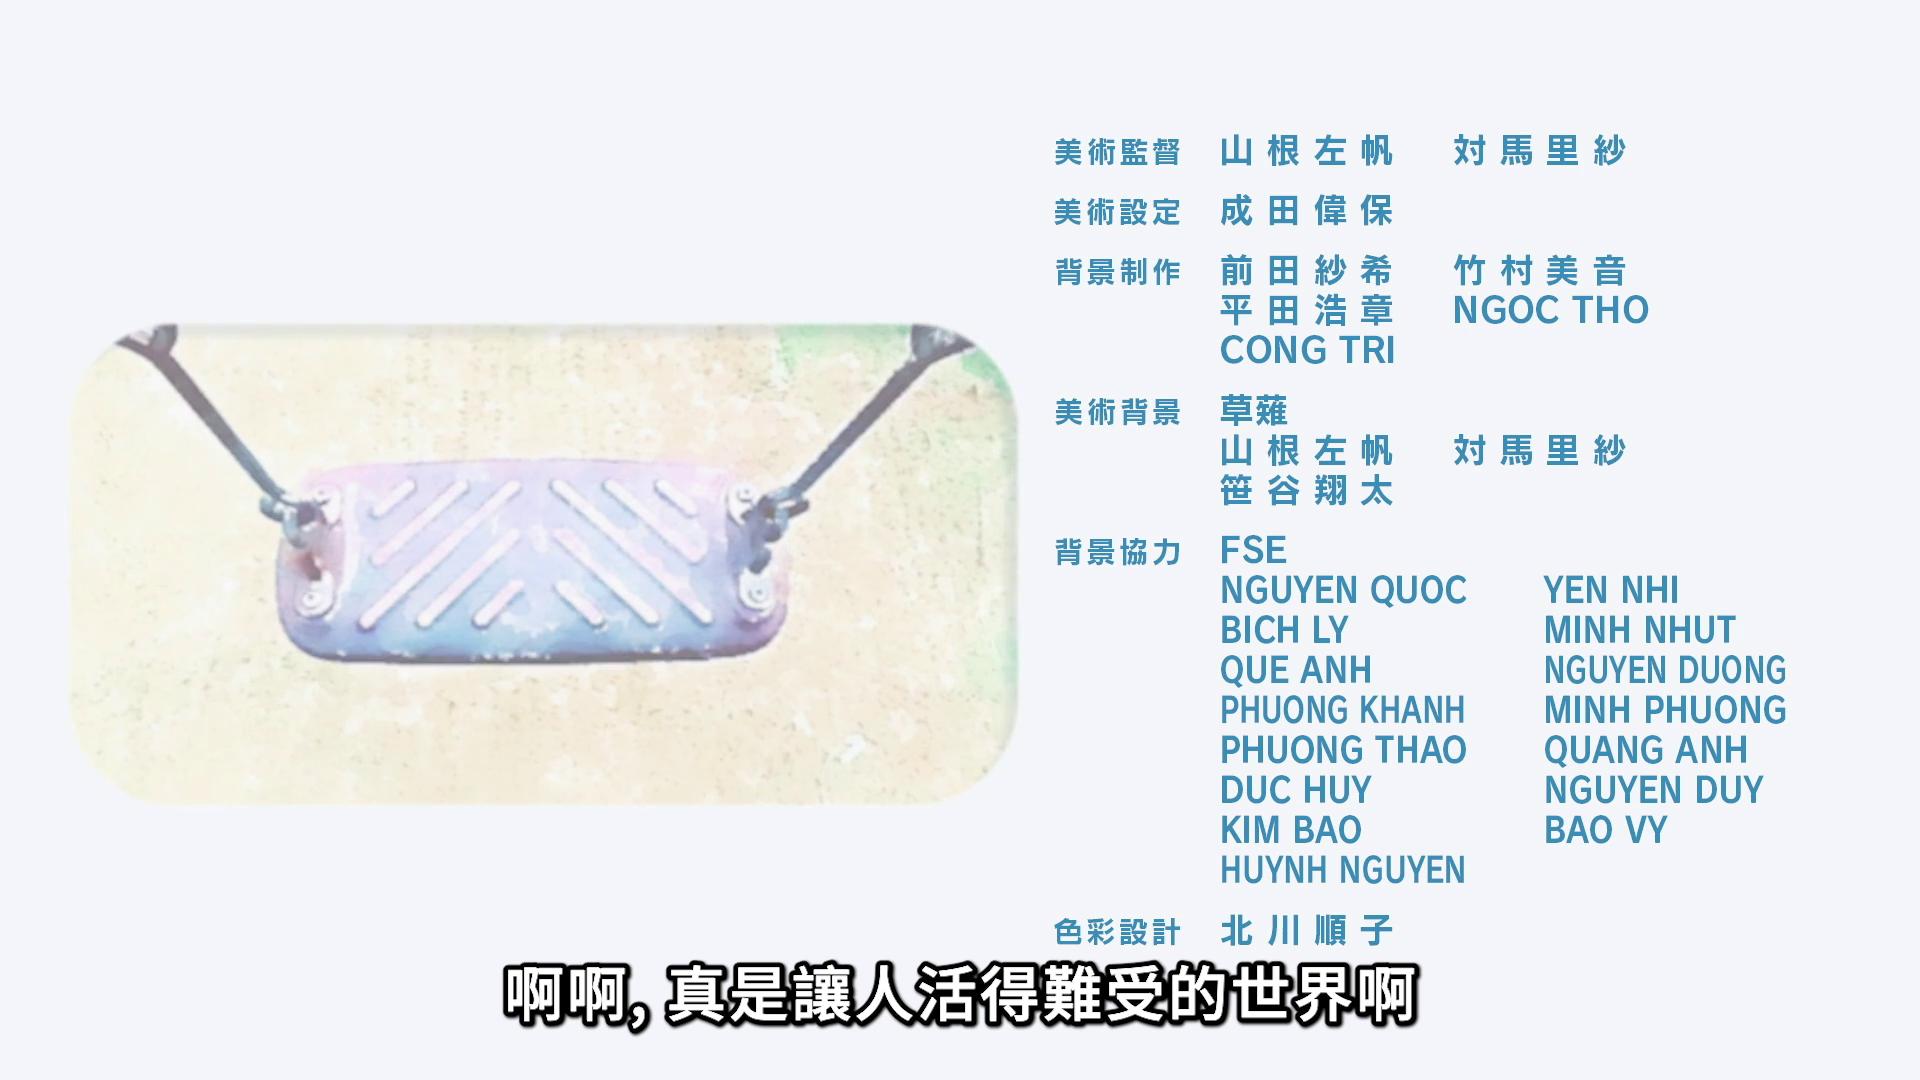 美術監督 山根左帆 対馬里紗
美術設定 成田偉保
背景制作 前田紗希 竹村美音
平田浩章 NGOC THO
CONG TRI
美術背景 草薙
山根左帆 対馬里紗
笹谷翔太
背景協力 FSE
NGUYEN QUOC YEN NHI
BICH LY MINH NHUT
QUE ANH NGUYEN DUONG
PHUONG KHANH MINH PHUONG
PHUONG THAO QUANG ANH
DUC HUY NGUYEN DUY
KIM BAO BAO VY
HUYNH NGUYEN
色彩設計 北川順子
啊啊, 真是讓人活得難受的世界啊